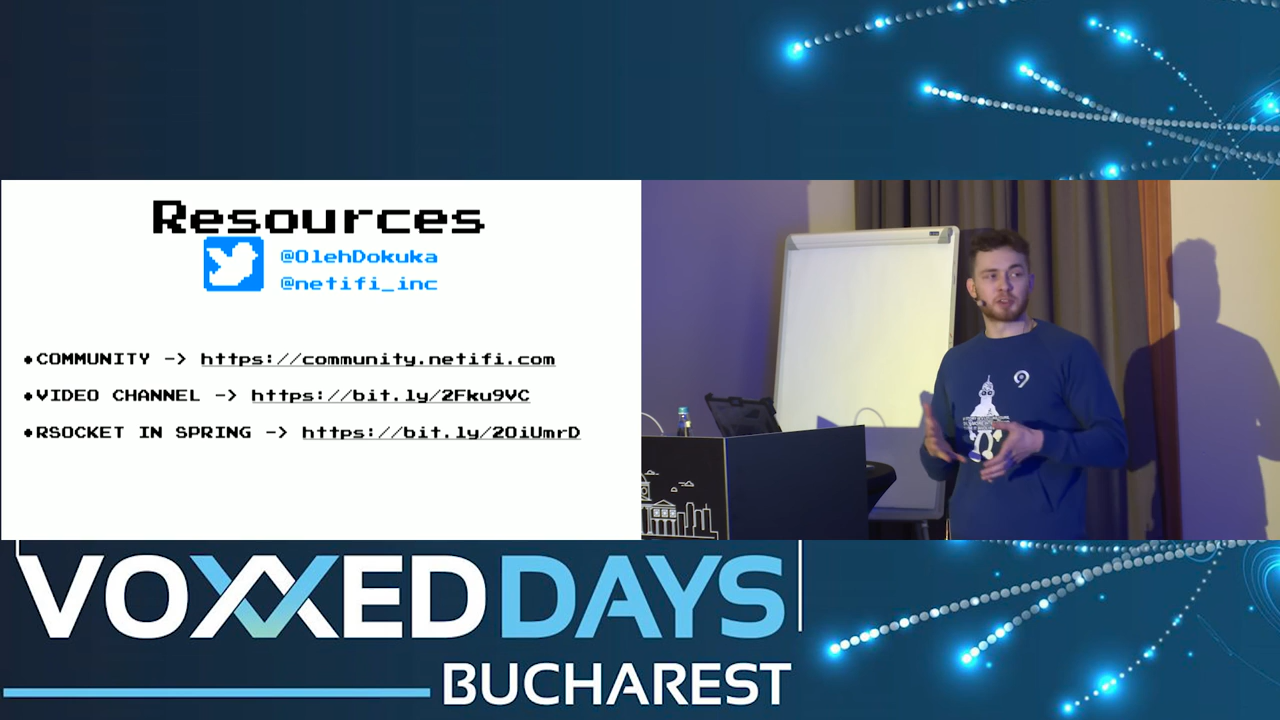 Resources
@OlehDokuka
@netifi_inc
•COMMUNITY -> https://community.netifi.com
•VIDEO CHANNEL -> https://bit.ly/2Fku9VC
•RSOCKET IN SPRING -> https://bit.ly/2OiUmrD
VOXXED DAYS
BUCHAREST